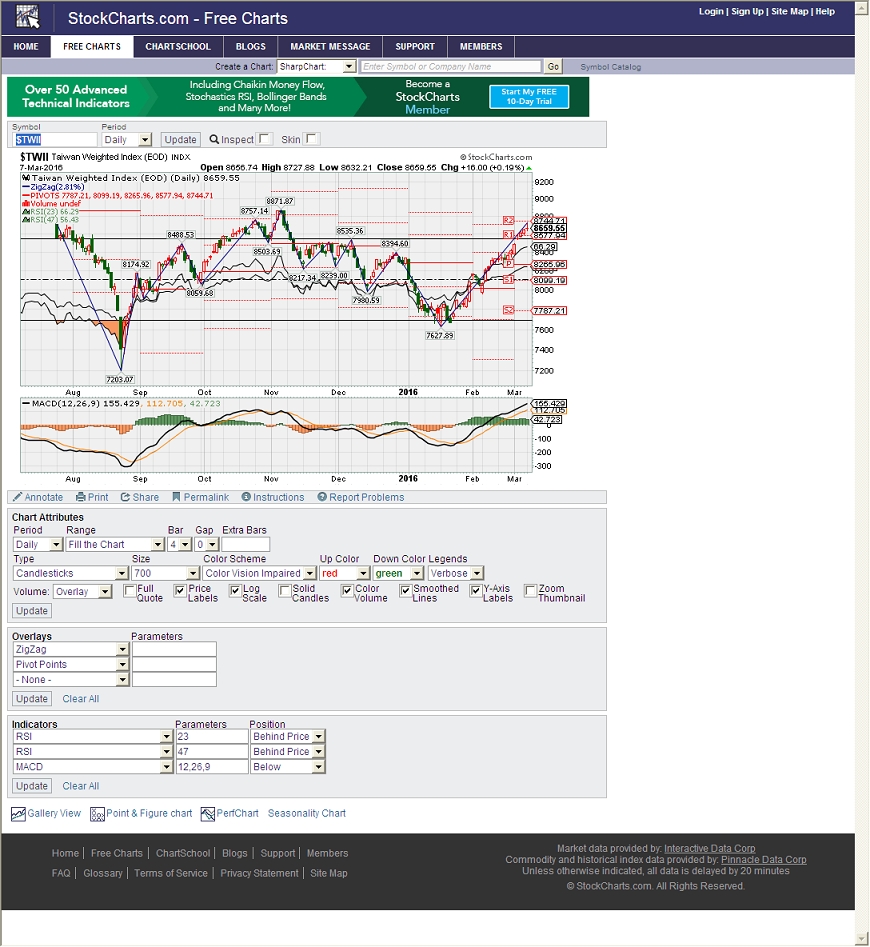 StockCharts.com - Free Charts
Login | Sign Up | Site Map | Help
HOME FREE CHARTS CHARTSCHOOL BLOGS MARKET MESSAGE SUPPORT MEMBERS
Create a Chart: SharpChart: Enter Symbol or Company Name Go Symbol Catalog
Over 50 Advanced
Technical Indicators
Including Chaikin Money Flow,
Stochastics RSI, Bollinger Bands
and Many More!
Become a
StockCharts
Member
Start My FREE
10-Day Trial
Symbol Period
$TWII Daily Update Inspect Skin
$TWII Taiwan Weighted Index (EOD) INDX © StockCharts.com
7-Mar-2016 Open 8656.74 High 8727.88 Low 8632.21 Close 8659.55 Chg +16.00 (+0.19%)
Taiwan Weighted Index (EOD) (Daily) 8659.55
ZigZag(2.81%)
PIVOTS 7787.21, 8099.19, 8265.96, 8577.94, 8744.71
Volume undef
RSI(23) 66.29
RSI(47) 56.43
8174.92
8488.53
8757.14
8871.87
8535.36
8394.60
8503.69
8217.34
8239.00
8059.68
7980.59
7627.89
7203.07
R2
R1
P
S1
S2
9200
9000
8800
8744.71
8659.55
8577.94
66.29
8400
8265.96
8200
8099.19
8000
7787.21
7600
7400
7200
Aug Sep Oct Nov Dec 2016 Feb Mar
MACD(12,26,9) 155.429, 112.705, 42.723
155.429
112.705
42.723
0
-100
-200
-300
Aug Sep Oct Nov Dec 2016 Feb Mar
Annotate Print Share Permalink Instructions Report Problems
Chart Attributes
Period Range Bar Gap Extra Bars
Daily Fill the Chart 4 0
Type Size Color Scheme Up Color Down Color Legends
Candlesticks 700 Color Vision Impaired red green Verbose
Volume: Overlay Full Quote Price Labels Log Scale Solid Candles Color Volume Smoothed Lines Y-Axis Labels Zoom Thumbnail
Update
Overlays Parameters
ZigZag
Pivot Points
- None -
Update Clear All
Indicators Parameters Position
RSI 23 Behind Price
RSI 47 Behind Price
MACD 12,26,9 Below
Update Clear All
Gallery View Point & Figure chart PerfChart Seasonality Chart
Home | Free Charts | ChartSchool | Blogs | Support | Members
FAQ | Glossary | Terms of Service | Privacy Statement | Site Map
Market data provided by: Interactive Data Corp
Commodity and historical index data provided by: Pinnacle Data Corp
Unless otherwise indicated, all data is delayed by 20 minutes
© StockCharts.com. All Rights Reserved.